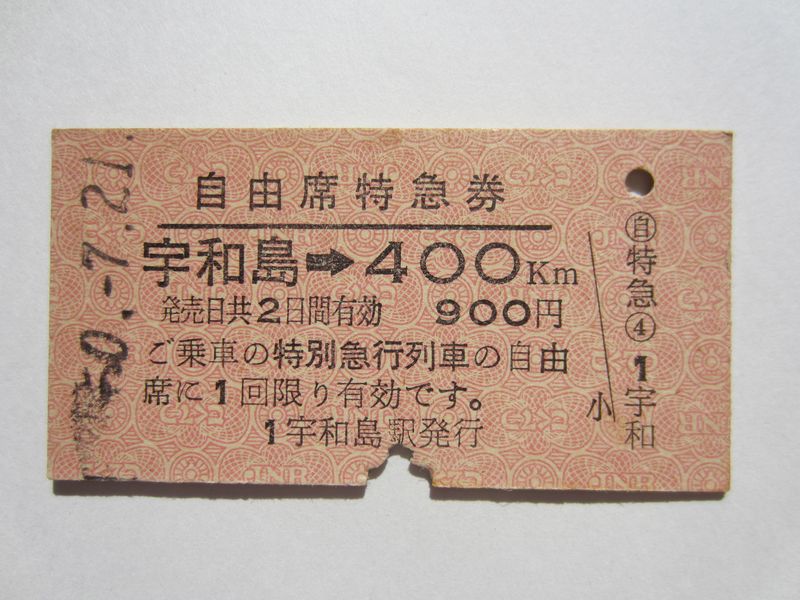 自由席特急券
宇和島➡400Km
発売日共2日間有効 900円
ご乗車の特別急行列車の自由
席に1回限り有効です。
1宇和島駅発行
50.-7.21.
㊀特急④ 1宇和
小
JNR